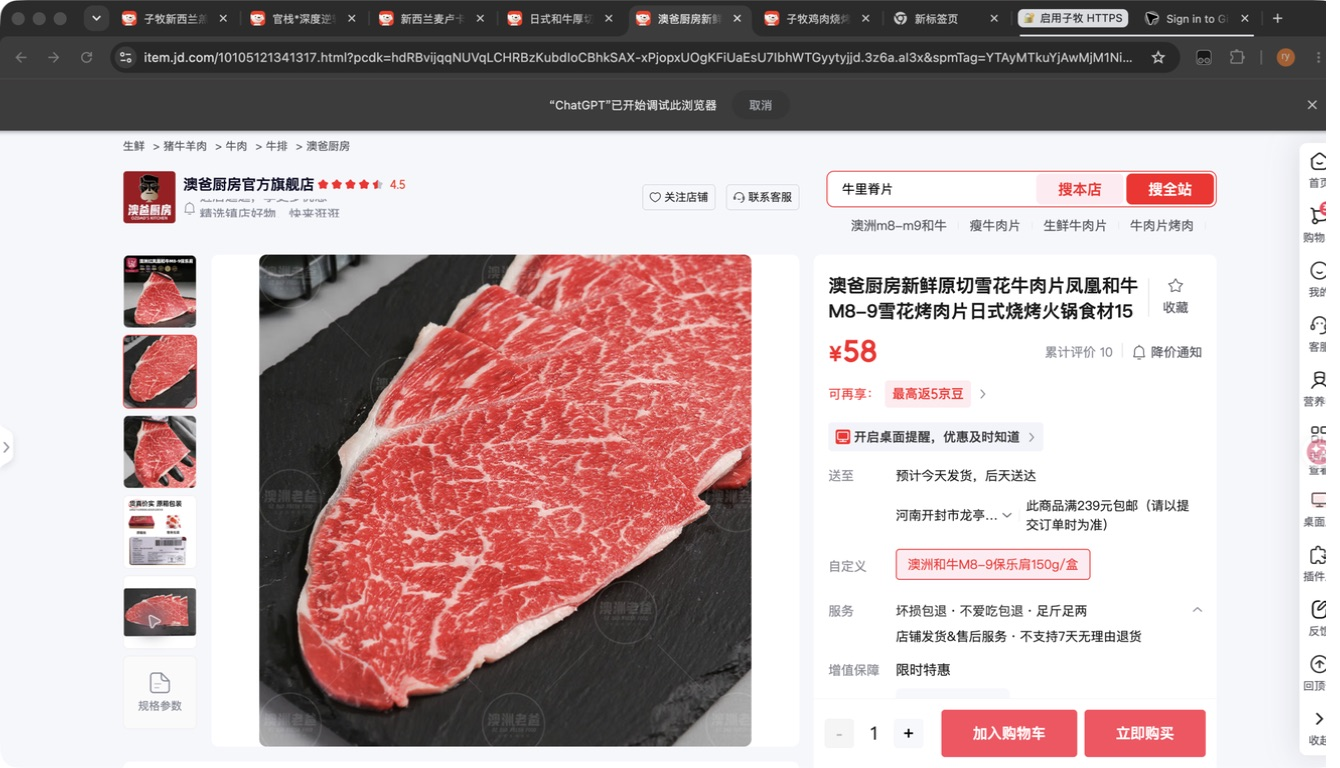 子牧新西兰
官栈*深度逆
新西兰麦卢卡
日式和牛厚切
澳爸厨房新鲜
子牧鸡肉烧烤
新标签页
启用子牧 HTTPS
Sign in to Gi
item.jd.com/10105121341317.html?pcdk=hdRBvijqqNUVqLCHRBzKubdIoCBhkSAX-xPjopxUOgKFiUaEsU7IbhWTGyytyjjd.3z6a.al3x&spmTag=YTAyMTkuYjAwMjM1Ni...
ry
“ChatGPT”已开始调试此浏览器
取消
生鲜 > 猪牛羊肉 > 牛肉 > 牛排 > 澳爸厨房
澳爸厨房
澳爸厨房官方旗舰店
4.5
精选镇店好物 快来逛逛
关注店铺
联系客服
牛里脊片
搜本店
搜全站
澳洲m8-m9和牛
瘦牛肉片
生鲜牛肉片
牛肉片烤肉
澳洲老爸
规格参数
澳爸厨房新鲜原切雪花牛肉片凤凰和牛
M8-9雪花烤肉片日式烧烤火锅食材15
收藏
¥58
累计评价 10
降价通知
可再享：
最高返5京豆
开启桌面提醒，优惠及时知道
送至
预计今天发货，后天送达
河南开封市龙亭...
此商品满239元包邮（请以提
交订单时为准）
自定义
澳洲和牛M8-9保乐肩150g/盒
服务
坏损包退 · 不爱吃包退 · 足斤足两
店铺发货&售后服务 · 不支持7天无理由退货
增值保障
限时特惠
-
1
+
加入购物车
立即购买
首页
购物
我的
客服
营养
查看
桌面
插件
反馈
回顶
收起